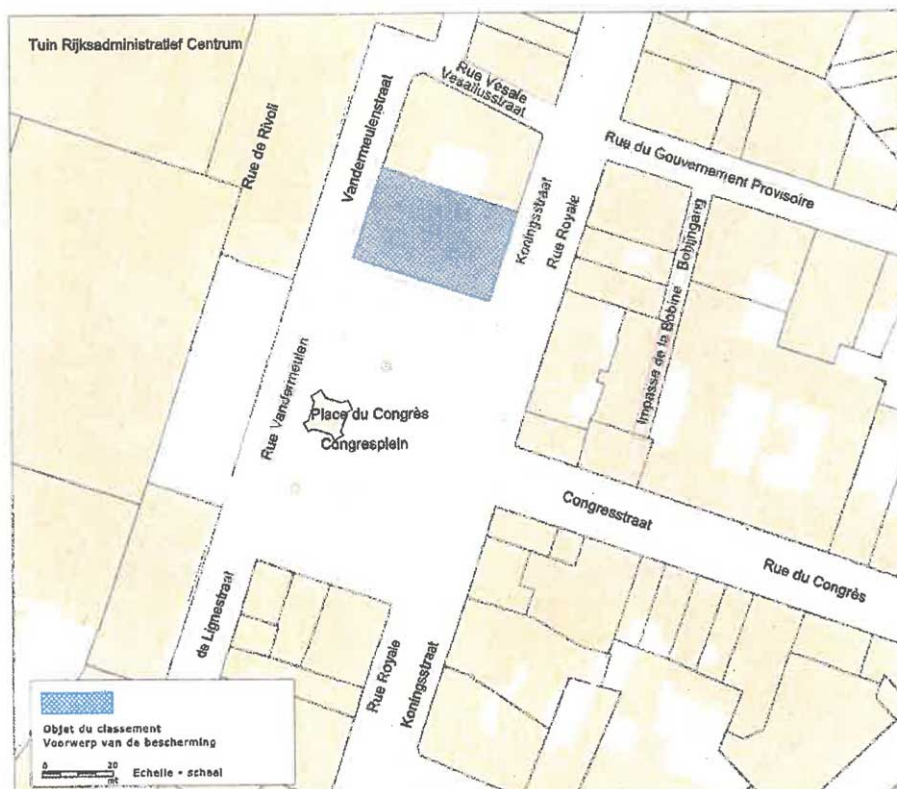 Tuin Rijksadministratief Centrum
Rue de Rivoli
Vandermeulenstraat
Rue Vésale
Vesaliusstraat
Koningsstraat
Rue Royale
Rue du Gouvernement Provisoire
Bobijngang
Impasse de la Bobine
Rue Vandermeulen
Place du Congrès
Congresplein
Congresstraat
Rue du Congrès
de Lignestraat
Rue Royale
Koningsstraat
Objet du classement
Voorwerp van de bescherming
0 20
mt
Echelle - schaal